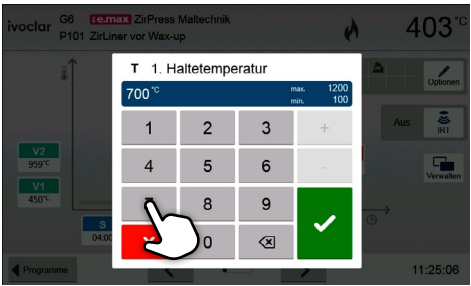 ivoclar
G6 IPS e.max ZirPress Maltechnik
P101 ZirLiner vor Wax-up
403 °C
T 1. Haltetemperatur
700 °C
max. 1200
min. 100
1 2 3 +
4 5 6 -
7 8 9
0
Optionen
Aus
IRT
Verwalten
V2
959 °C
V1
450 °C
S
04:00
Programme
11:25:06